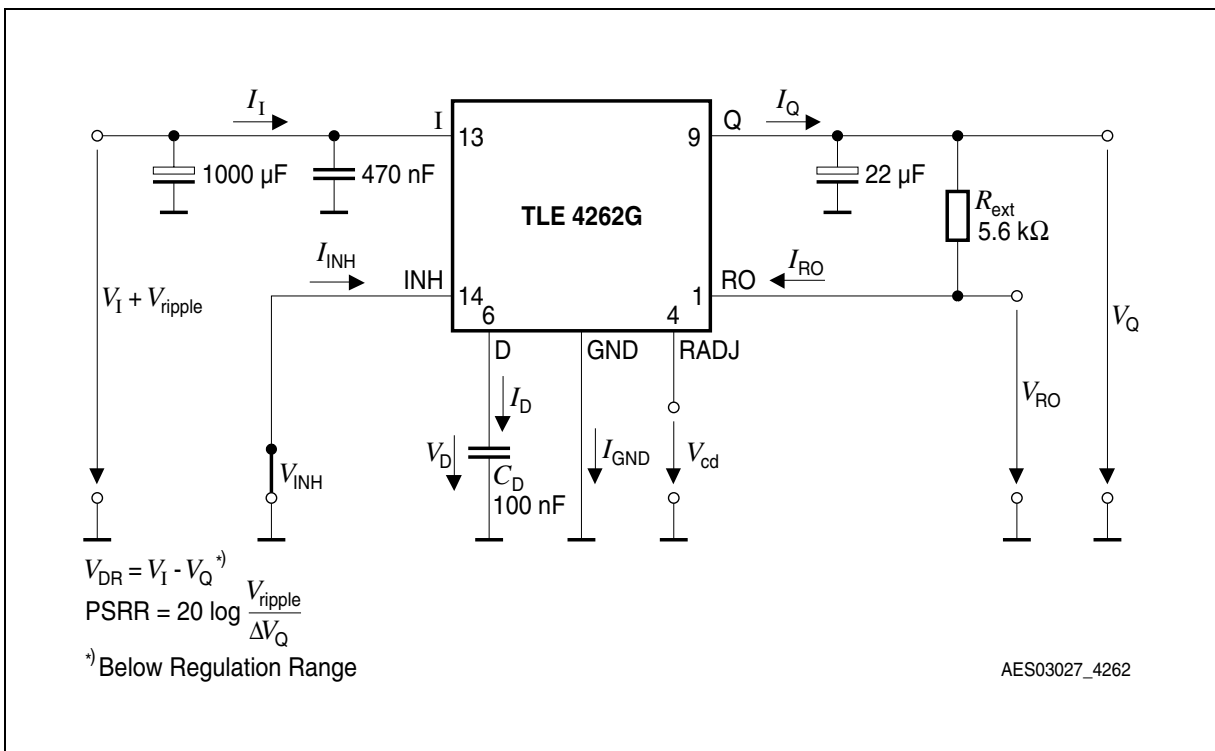 I_I
I
13
1000 µF
470 nF
TLE 4262G
Q
9
I_Q
22 µF
R_ext
5.6 kΩ
I_INH
INH
14
I_RO
RO
1
V_I + V_ripple
6
4
D
GND
RADJ
V_Q
I_D
V_RO
V_INH
V_D
C_D
100 nF
I_GND
V_cd
V_DR = V_I - V_Q *)
PSRR = 20 log V_ripple / ΔV_Q
*) Below Regulation Range
AES03027_4262